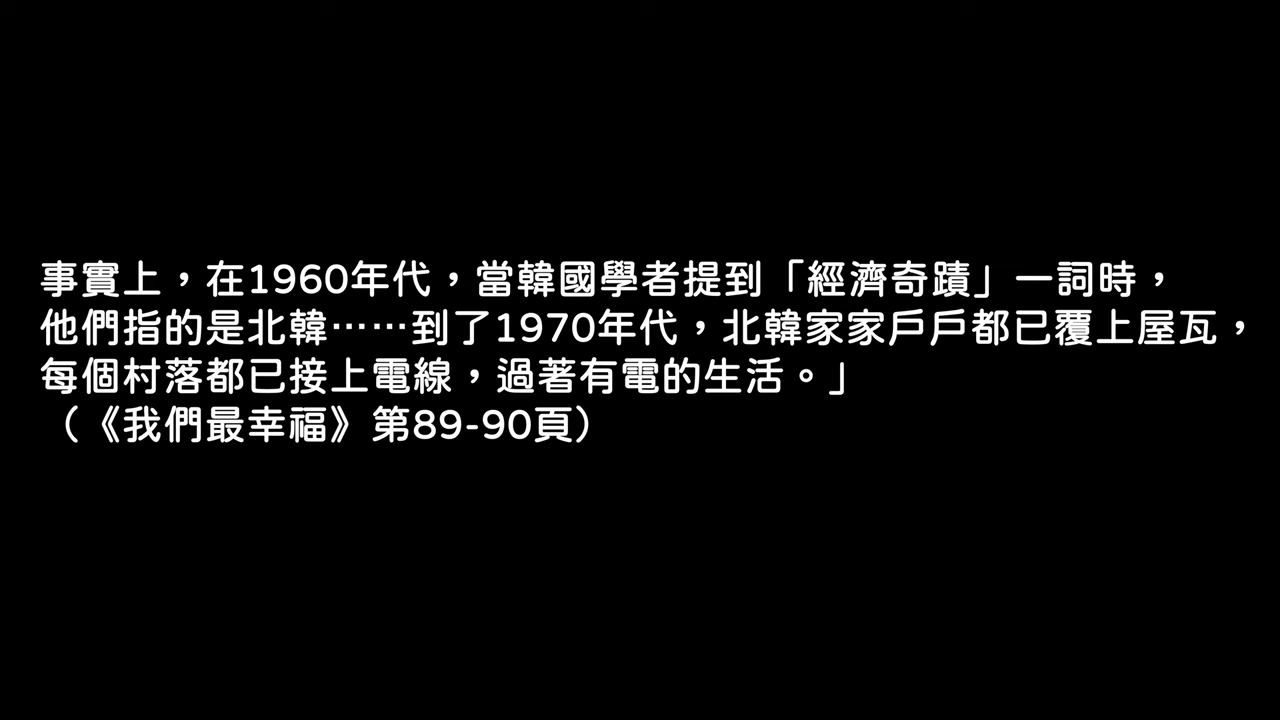 事實上，在1960年代，當韓國學者提到「經濟奇蹟」一詞時，
他們指的是北韓⋯⋯到了1970年代，北韓家家戶戶都已覆上屋瓦，
每個村落都已接上電線，過著有電的生活。」
（《我們最幸福》第89-90頁）